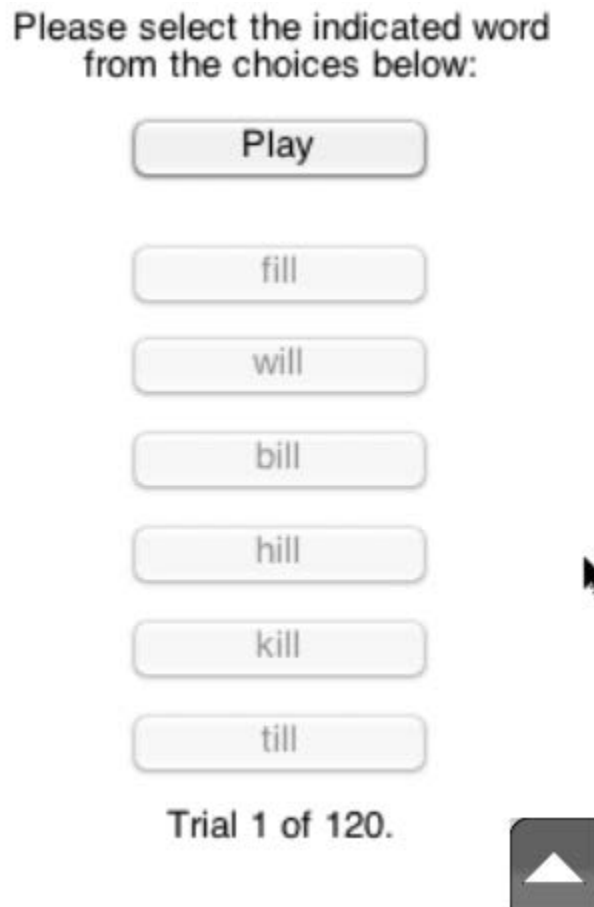 Please select the indicated word
from the choices below:
Play
fill
will
bill
hill
kill
till
Trial 1 of 120.